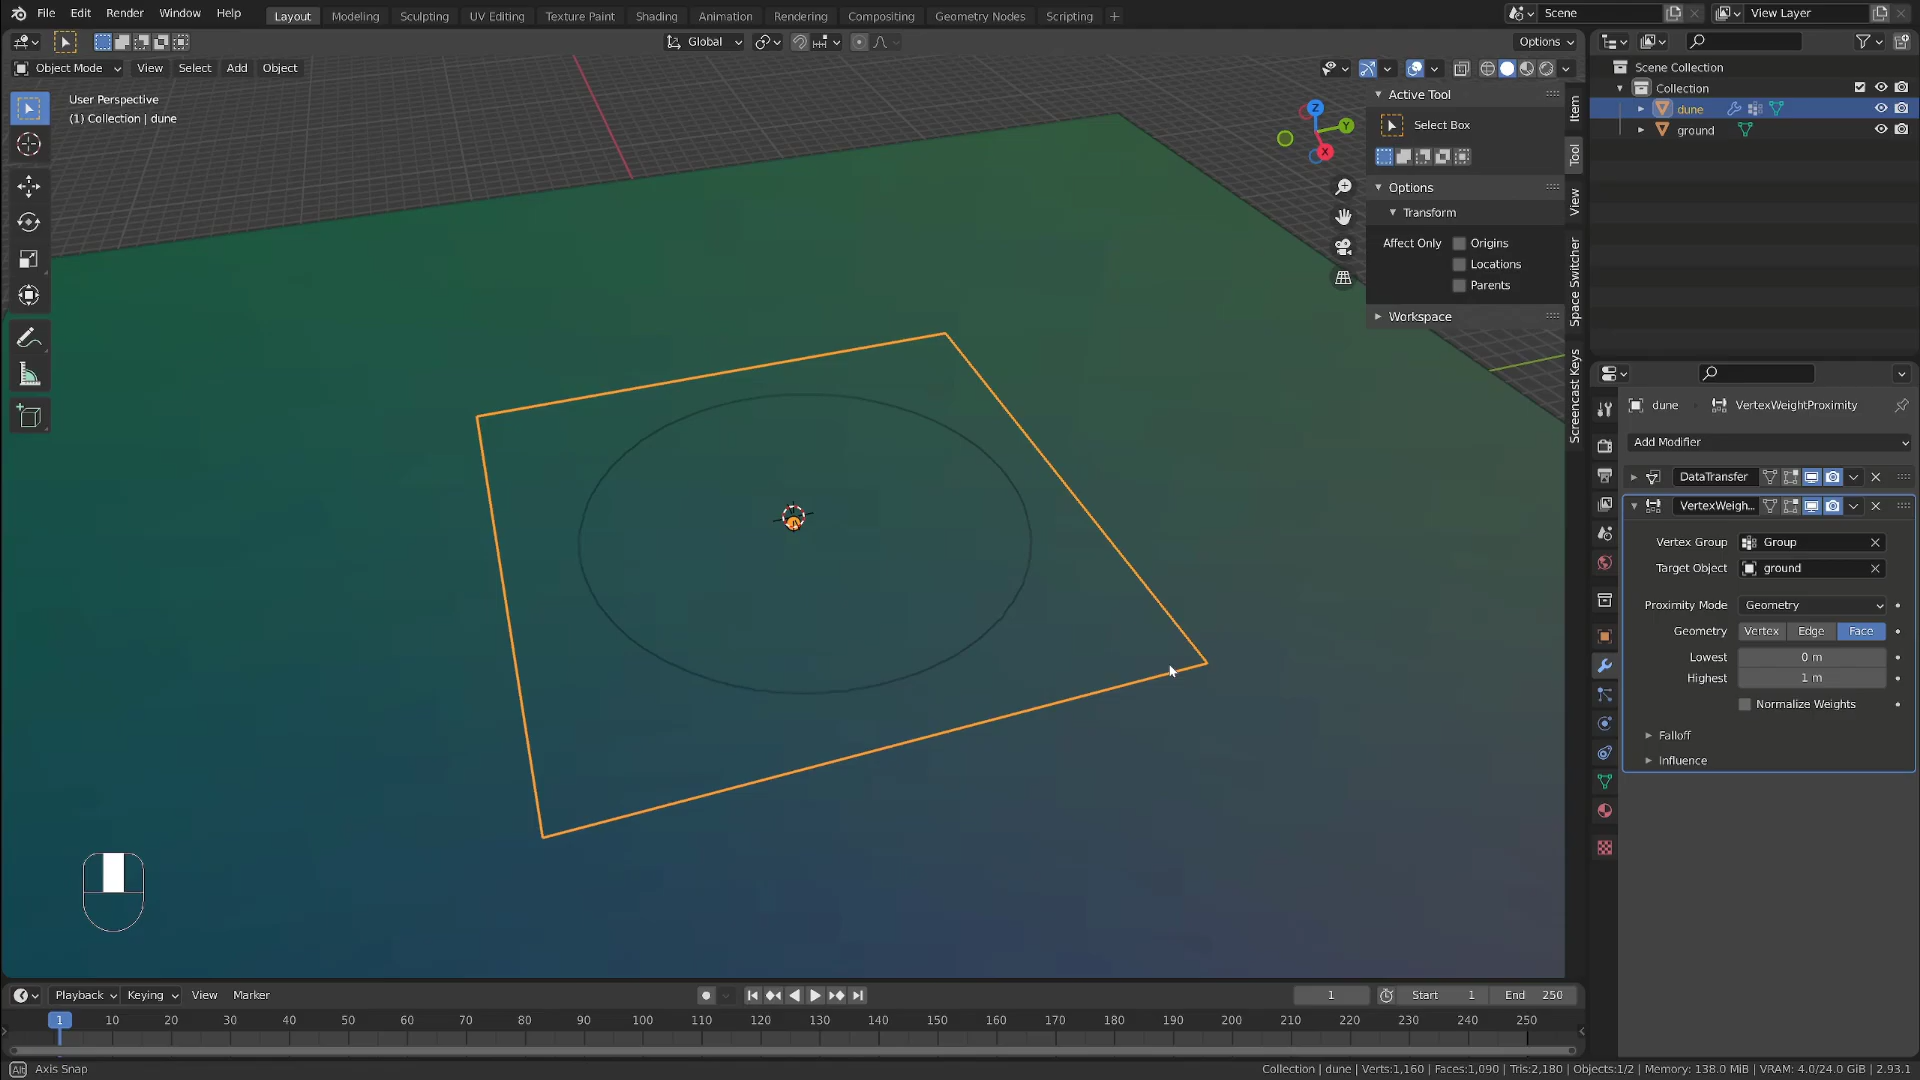 File Edit Render Window Help Layout Modeling Sculpting UV Editing Texture Paint Shading Animation Rendering Compositing Geometry Nodes Scripting + Scene View Layer
Global Options
Object Mode View Select Add Object
User Perspective
(1) Collection | dune
Z
Y
X
Active Tool
Select Box
Options
Transform
Affect Only Origins
Locations
Parents
Workspace
Item
Tool
View
Space Switcher
Screencast Keys
Scene Collection
Collection
dune
ground
dune VertexWeightProximity
Add Modifier
DataTransfer
VertexWeigh...
Vertex Group Group
Target Object ground
Proximity Mode Geometry
Geometry Vertex Edge Face
Lowest 0 m
Highest 1 m
Normalize Weights
Falloff
Influence
Playback Keying View Marker 1 Start 1 End 250
1 10 20 30 40 50 60 70 80 90 100 110 120 130 140 150 160 170 180 190 200 210 220 230 240 250
Alt Axis Snap
Collection | dune | Verts:1,160 | Faces:1,090 | Tris:2,180 | Objects:1/2 | Memory: 138.0 MiB | VRAM: 4.0/24.0 GiB | 2.93.1